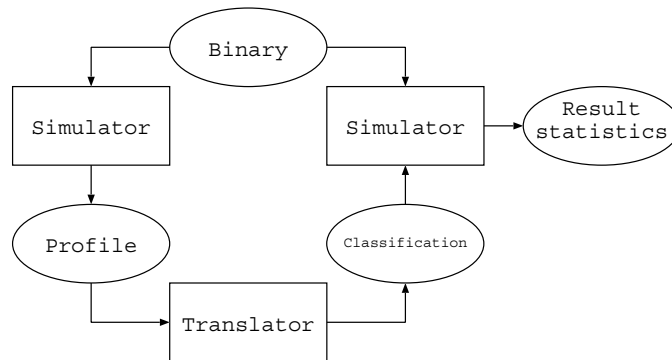 Binary
Simulator
Simulator
Result
statistics
Profile
Classification
Translator